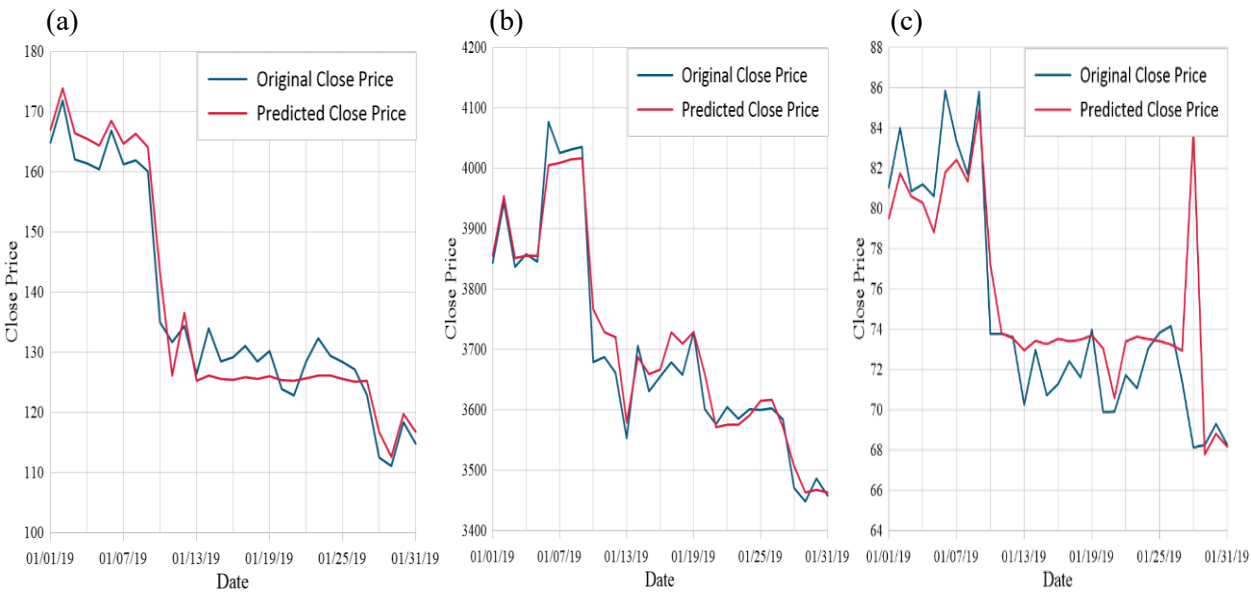 (a)
180
170
160
150
140
130
120
110
100
Close Price
Original Close Price
Predicted Close Price
01/01/19 01/07/19 01/13/19 01/19/19 01/25/19 01/31/19
Date
(b)
4200
4100
4000
3900
3800
3700
3600
3500
3400
Close Price
Original Close Price
Predicted Close Price
01/01/19 01/07/19 01/13/19 01/19/19 01/25/19 01/31/19
Date
(c)
88
86
84
82
80
78
76
74
72
70
68
66
64
Close Price
Original Close Price
Predicted Close Price
01/01/19 01/07/19 01/13/19 01/19/19 01/25/19 01/31/19
Date